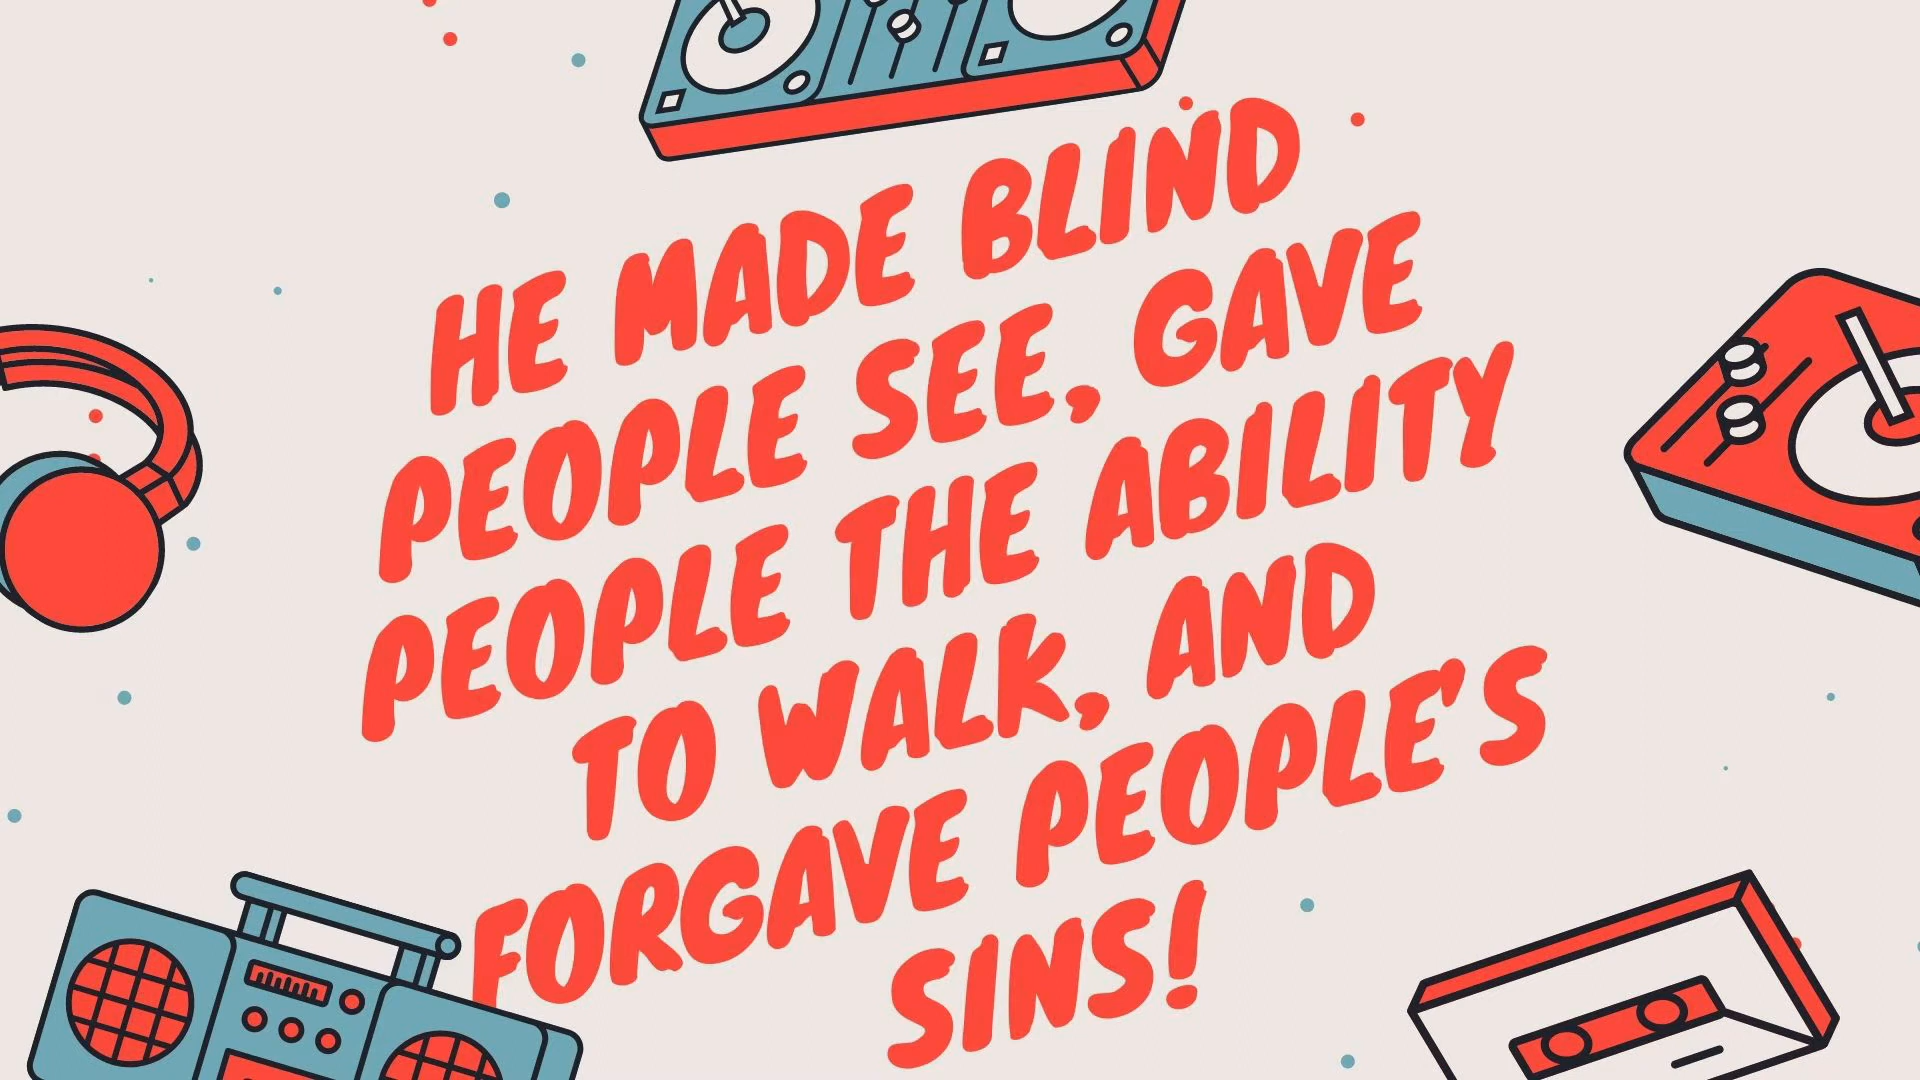 HE MADE BLIND
PEOPLE SEE, GAVE
PEOPLE THE ABILITY
TO WALK, AND
FORGAVE PEOPLE'S
SINS!